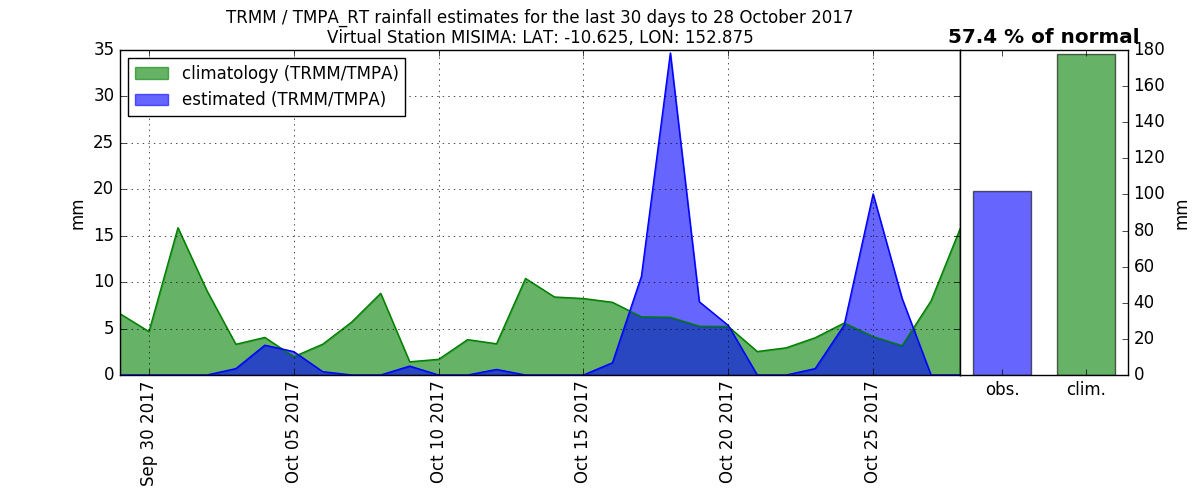 TRMM / TMPA_RT rainfall estimates for the last 30 days to 28 October 2017
Virtual Station MISIMA: LAT: -10.625, LON: 152.875
57.4 % of normal
climatology (TRMM/TMPA)
estimated (TRMM/TMPA)
mm
35
30
25
20
15
10
5
0
Sep 30 2017
Oct 05 2017
Oct 10 2017
Oct 15 2017
Oct 20 2017
Oct 25 2017
obs.
clim.
180
160
140
120
100
80
60
40
20
0
mm